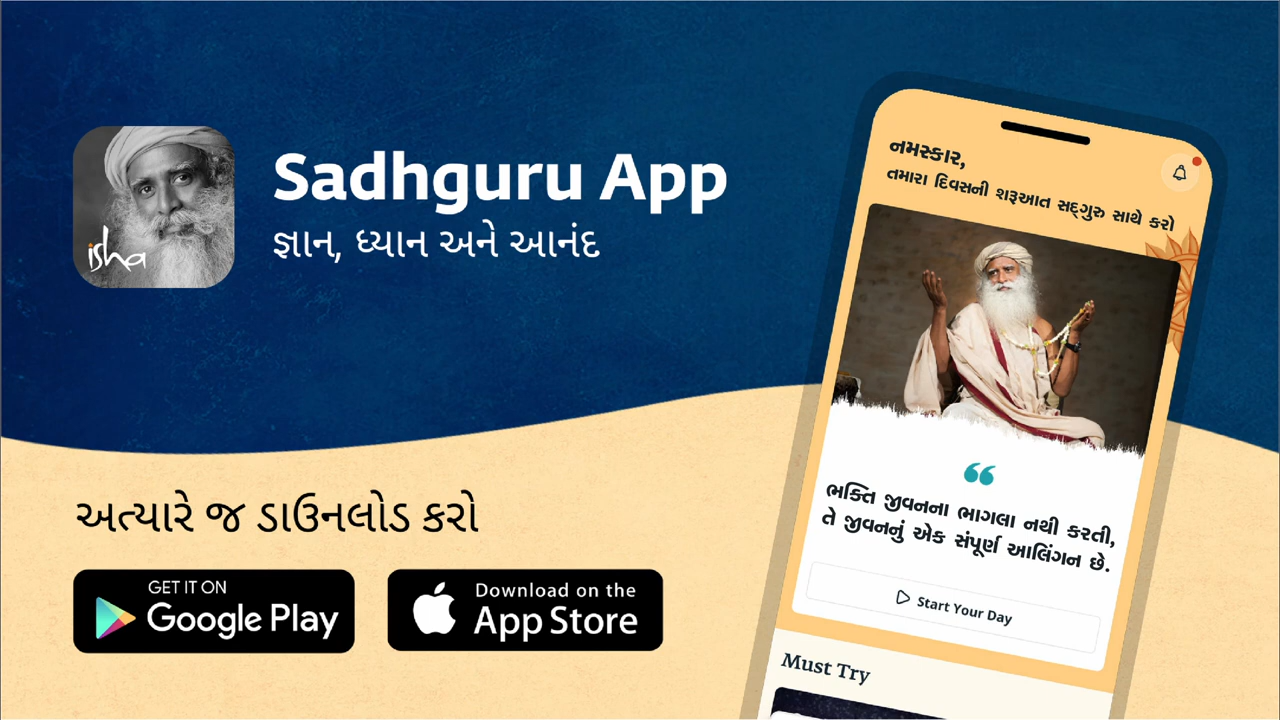 isha
Sadhguru App
જ્ઞાન, ધ્યાન અને આનંદ
અત્યારે જ ડાઉનલોડ કરો
GET IT ON
Google Play
Download on the
App Store
નમસ્કાર,
તમારા દિવસની શરૂઆત સદ્‌ગુરુ સાથે કરો
“
ભક્તિ જીવનના ભાગલા નથી કરતી,
તે જીવનનું એક સંપૂર્ણ આલિંગન છે.
Start Your Day
Must Try